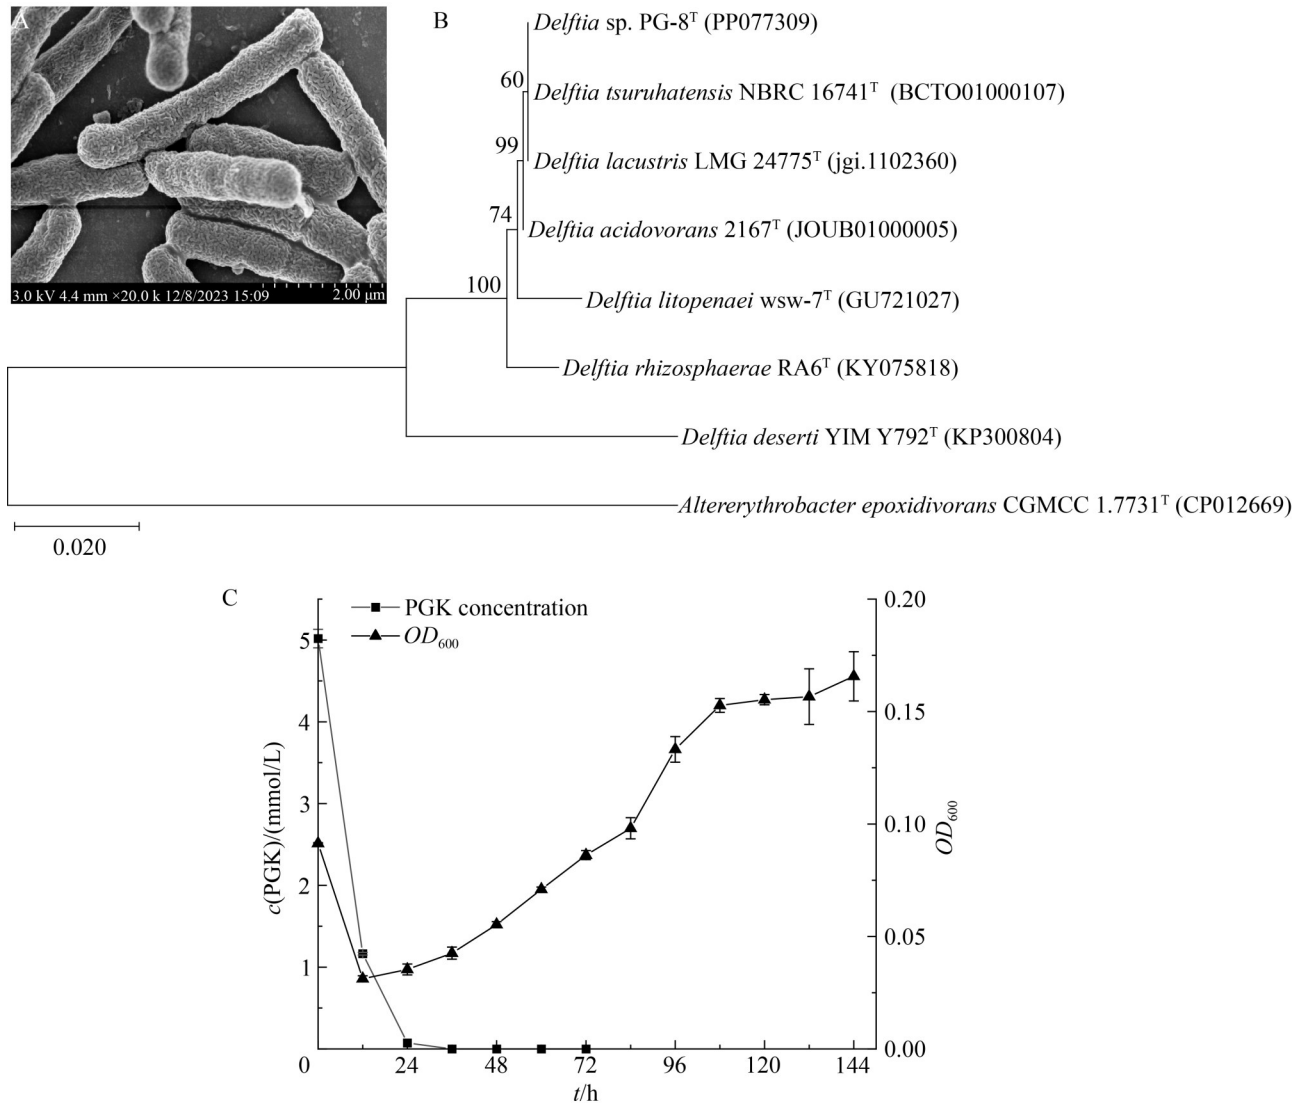 A
3.0 kV 4.4 mm ×20.0 k 12/8/2023 15:09 2.00 μm
B
Delftia sp. PG-8ᵀ (PP077309)
60
Delftia tsuruhatensis NBRC 16741ᵀ (BCTO01000107)
99
Delftia lacustris LMG 24775ᵀ (jgi.1102360)
74
Delftia acidovorans 2167ᵀ (JOUB01000005)
100
Delftia litopenaei wsw-7ᵀ (GU721027)
Delftia rhizosphaerae RA6ᵀ (KY075818)
Delftia deserti YIM Y792ᵀ (KP300804)
Altererythrobacter epoxidivorans CGMCC 1.7731ᵀ (CP012669)
0.020
C
PGK concentration
OD₆₀₀
5
4
3
2
1
0
c(PGK)/(mmol/L)
0.20
0.15
0.10
0.05
0.00
OD₆₀₀
24 48 72 96 120 144
t/h